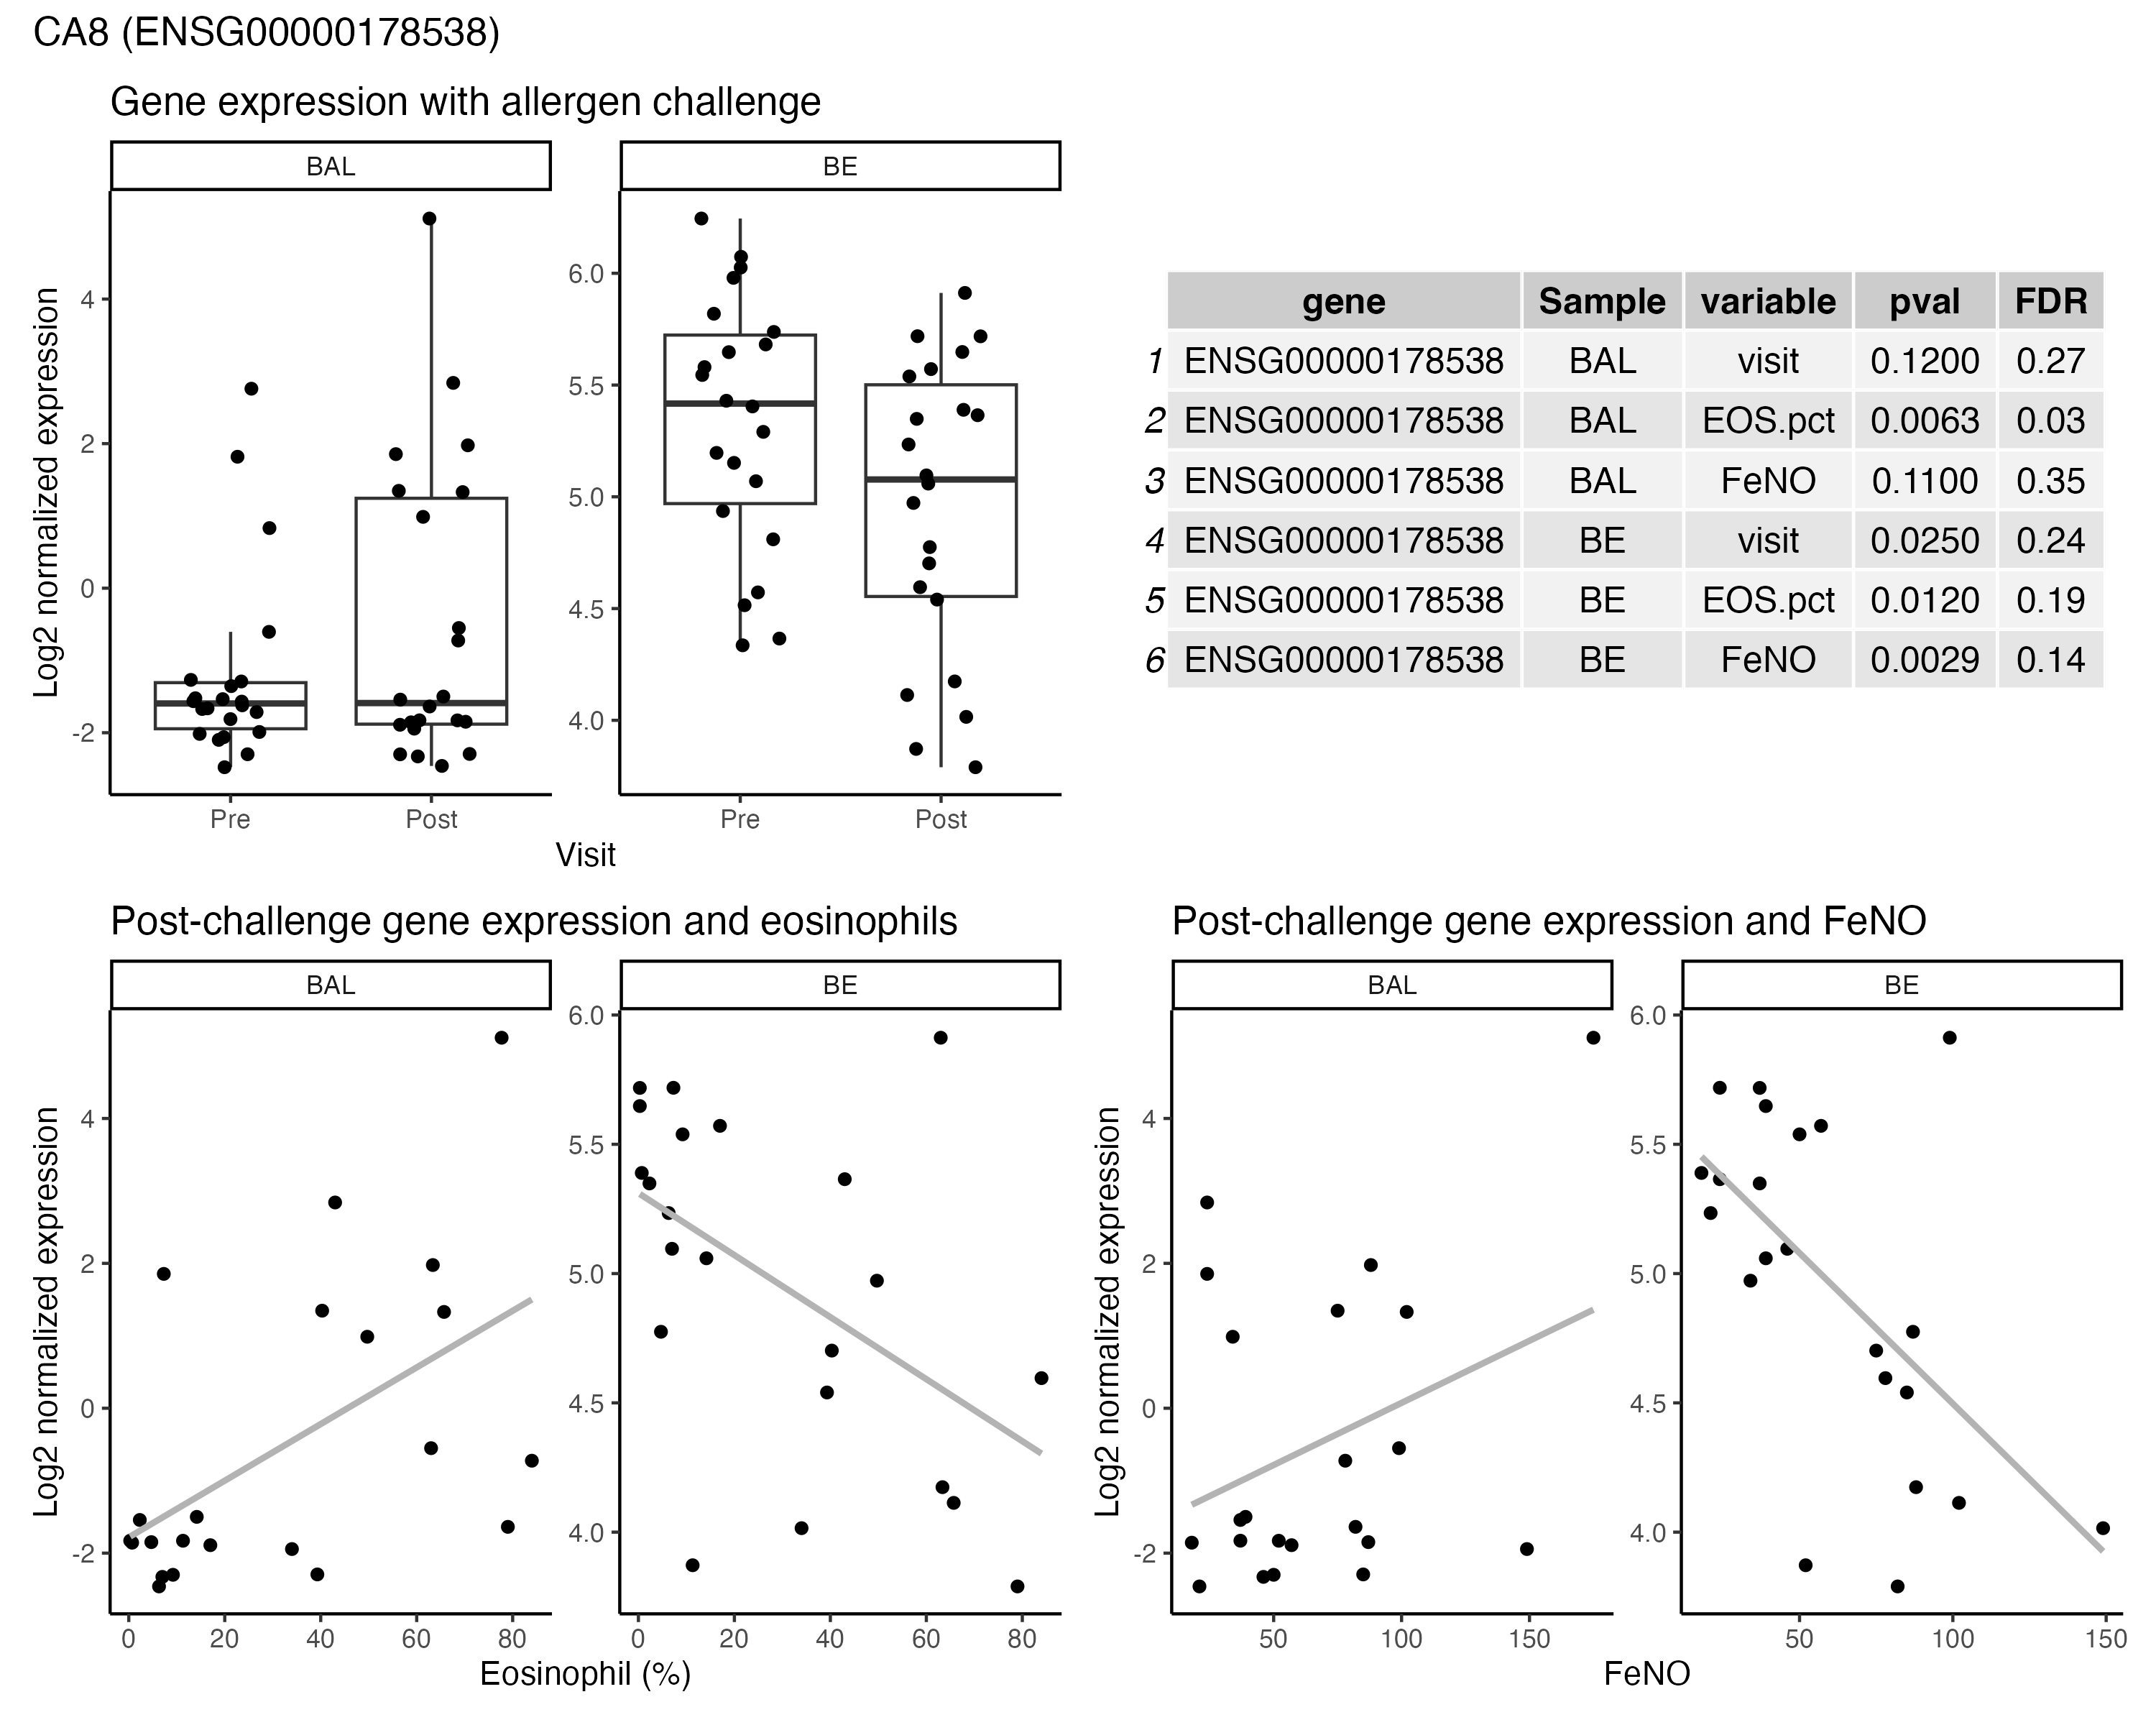 CA8 (ENSG00000178538)
Gene expression with allergen challenge
BAL
BE
Log2 normalized expression
4
2
0
-2
6.0
5.5
5.0
4.5
4.0
Pre
Post
Pre
Post
Visit
gene Sample variable pval FDR
1 ENSG00000178538 BAL visit 0.1200 0.27
2 ENSG00000178538 BAL EOS.pct 0.0063 0.03
3 ENSG00000178538 BAL FeNO 0.1100 0.35
4 ENSG00000178538 BE visit 0.0250 0.24
5 ENSG00000178538 BE EOS.pct 0.0120 0.19
6 ENSG00000178538 BE FeNO 0.0029 0.14
Post-challenge gene expression and eosinophils
BAL
BE
Log2 normalized expression
4
2
0
-2
6.0
5.5
5.0
4.5
4.0
0 20 40 60 80
0 20 40 60 80
Eosinophil (%)
Post-challenge gene expression and FeNO
BAL
BE
Log2 normalized expression
4
2
0
-2
6.0
5.5
5.0
4.5
4.0
50 100 150
50 100 150
FeNO